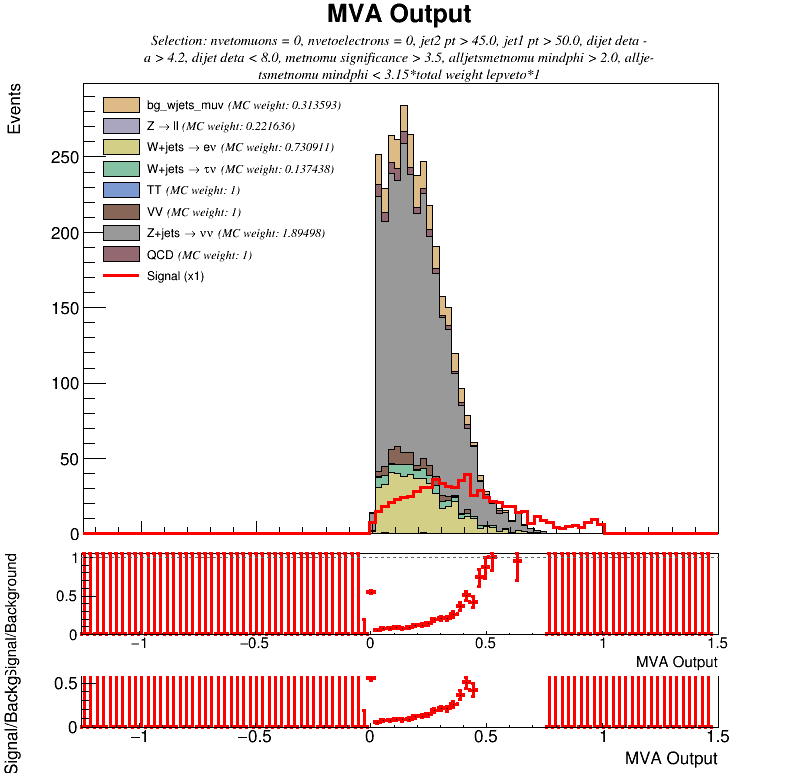 MVA Output
Selection: nvetomuons = 0, nvetoelectrons = 0, jet2 pt > 45.0, jet1 pt > 50.0, dijet deta -
a > 4.2, dijet deta < 8.0, metnomu significance > 3.5, alljetsmetnomu mindphi > 2.0, allje-
tsmetnomu mindphi < 3.15*total weight lepveto*1
Events
bg_wjets_muv (MC weight: 0.313593)
Z → ll (MC weight: 0.221636)
W+jets → eν (MC weight: 0.730911)
W+jets → τν (MC weight: 0.137438)
TT (MC weight: 1)
VV (MC weight: 1)
Z+jets → νν (MC weight: 1.89498)
QCD (MC weight: 1)
Signal (x1)
250
200
150
100
50
0
Signal/Background
1
0.5
0
−1 −0.5 0 0.5 1 1.5
MVA Output
Signal/Backg
0.5
0
−1 −0.5 0 0.5 1 1.5
MVA Output